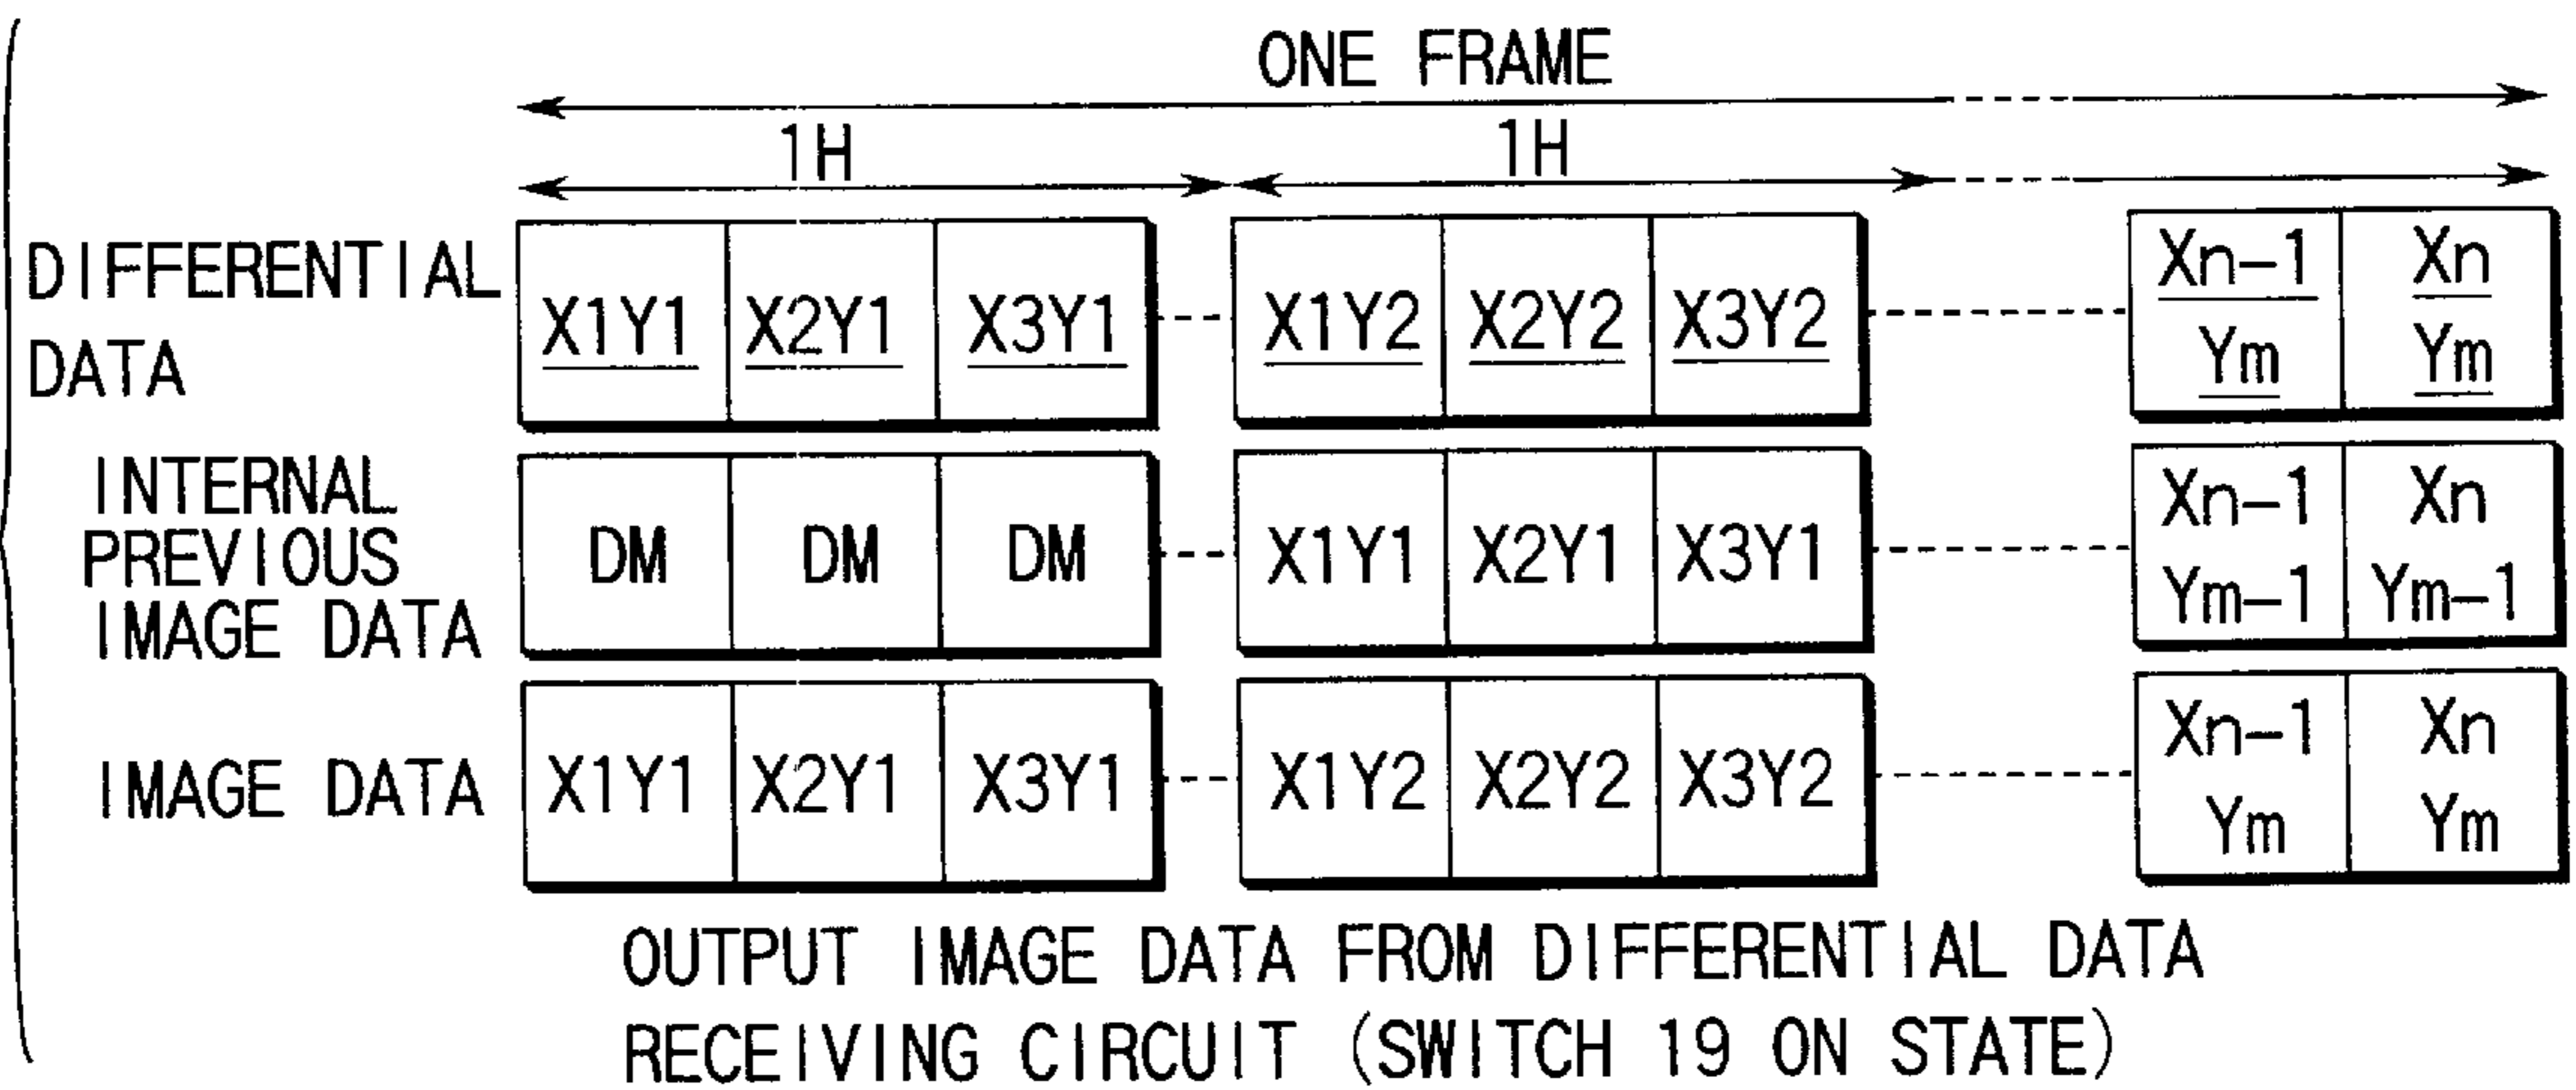 ONE FRAME
1H 1H
DIFFERENTIAL DATA
X1Y1 X2Y1 X3Y1 X1Y2 X2Y2 X3Y2 Xn-1 Ym Xn Ym
INTERNAL PREVIOUS IMAGE DATA
DM DM DM X1Y1 X2Y1 X3Y1 Xn-1 Ym-1 Xn Ym-1
IMAGE DATA
X1Y1 X2Y1 X3Y1 X1Y2 X2Y2 X3Y2 Xn-1 Ym Xn Ym
OUTPUT IMAGE DATA FROM DIFFERENTIAL DATA
RECEIVING CIRCUIT (SWITCH 19 ON STATE)